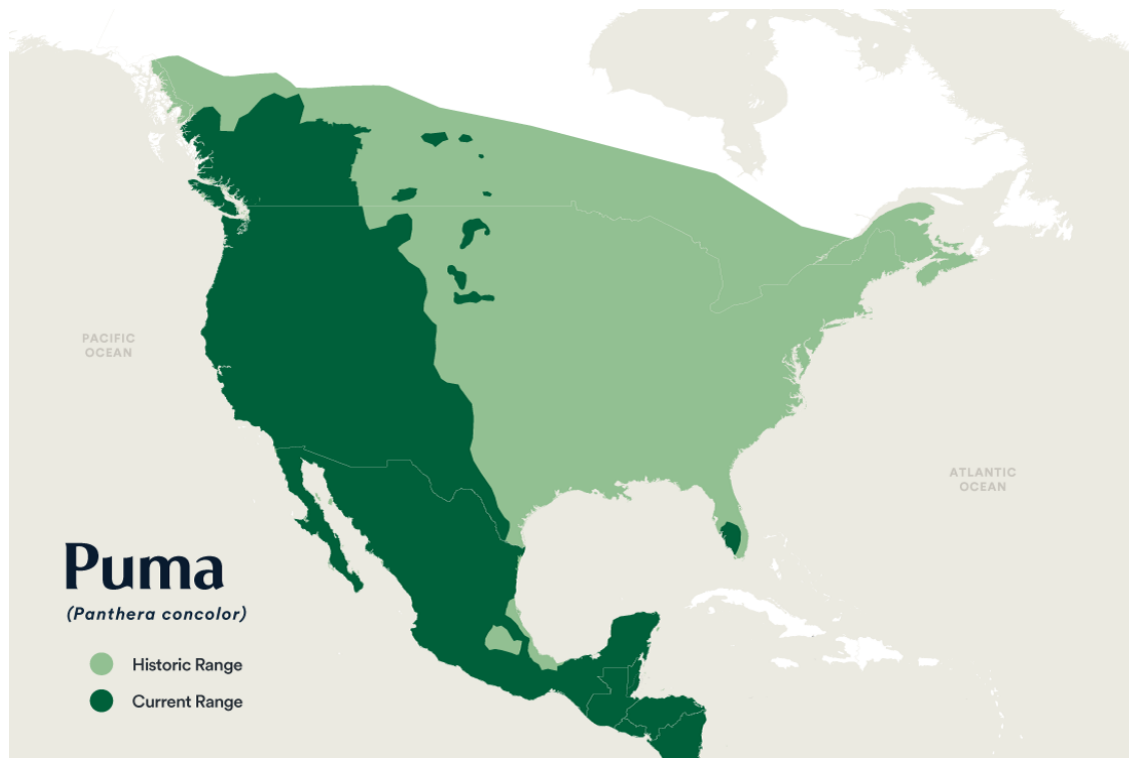 PACIFIC
OCEAN
ATLANTIC
OCEAN
Puma
(Panthera concolor)
Historic Range
Current Range